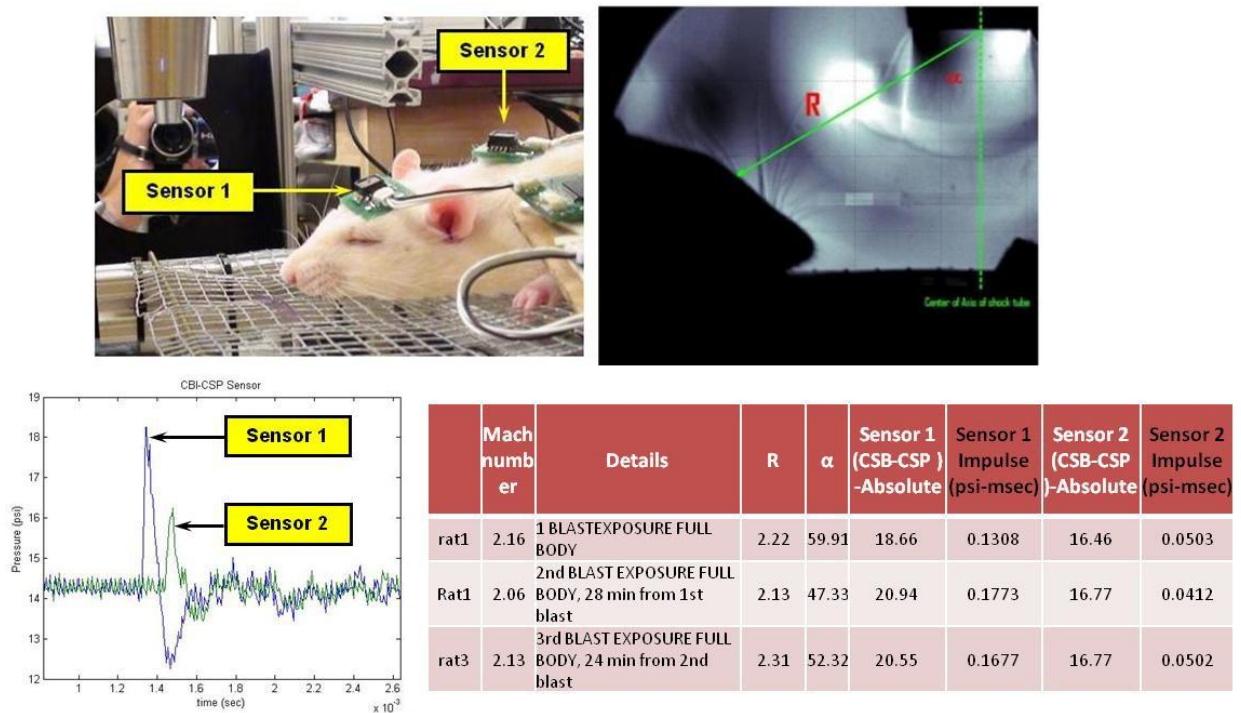 Sensor 2
Sensor 1
R
α
Center of Axis of shock tube
CBI-CSP Sensor
Sensor 1
Sensor 2
Pressure (psi)
19
18
17
16
15
14
13
12
1
1.2
1.4
1.6
1.8
2
2.2
2.4
2.6
time (sec)
x 10⁻³
Mach numb er
Details
R
α
Sensor 1 (CSB-CSP ) -Absolute
Sensor 1 Impulse (psi-msec)
Sensor 2 (CSB-CSP )-Absolute
Sensor 2 Impulse (psi-msec)
rat1 2.16 1 BLASTEXPOSURE FULL BODY 2.22 59.91 18.66 0.1308 16.46 0.0503
Rat1 2.06 2nd BLAST EXPOSURE FULL BODY, 28 min from 1st blast 2.13 47.33 20.94 0.1773 16.77 0.0412
rat3 2.13 3rd BLAST EXPOSURE FULL BODY, 24 min from 2nd blast 2.31 52.32 20.55 0.1677 16.77 0.0502